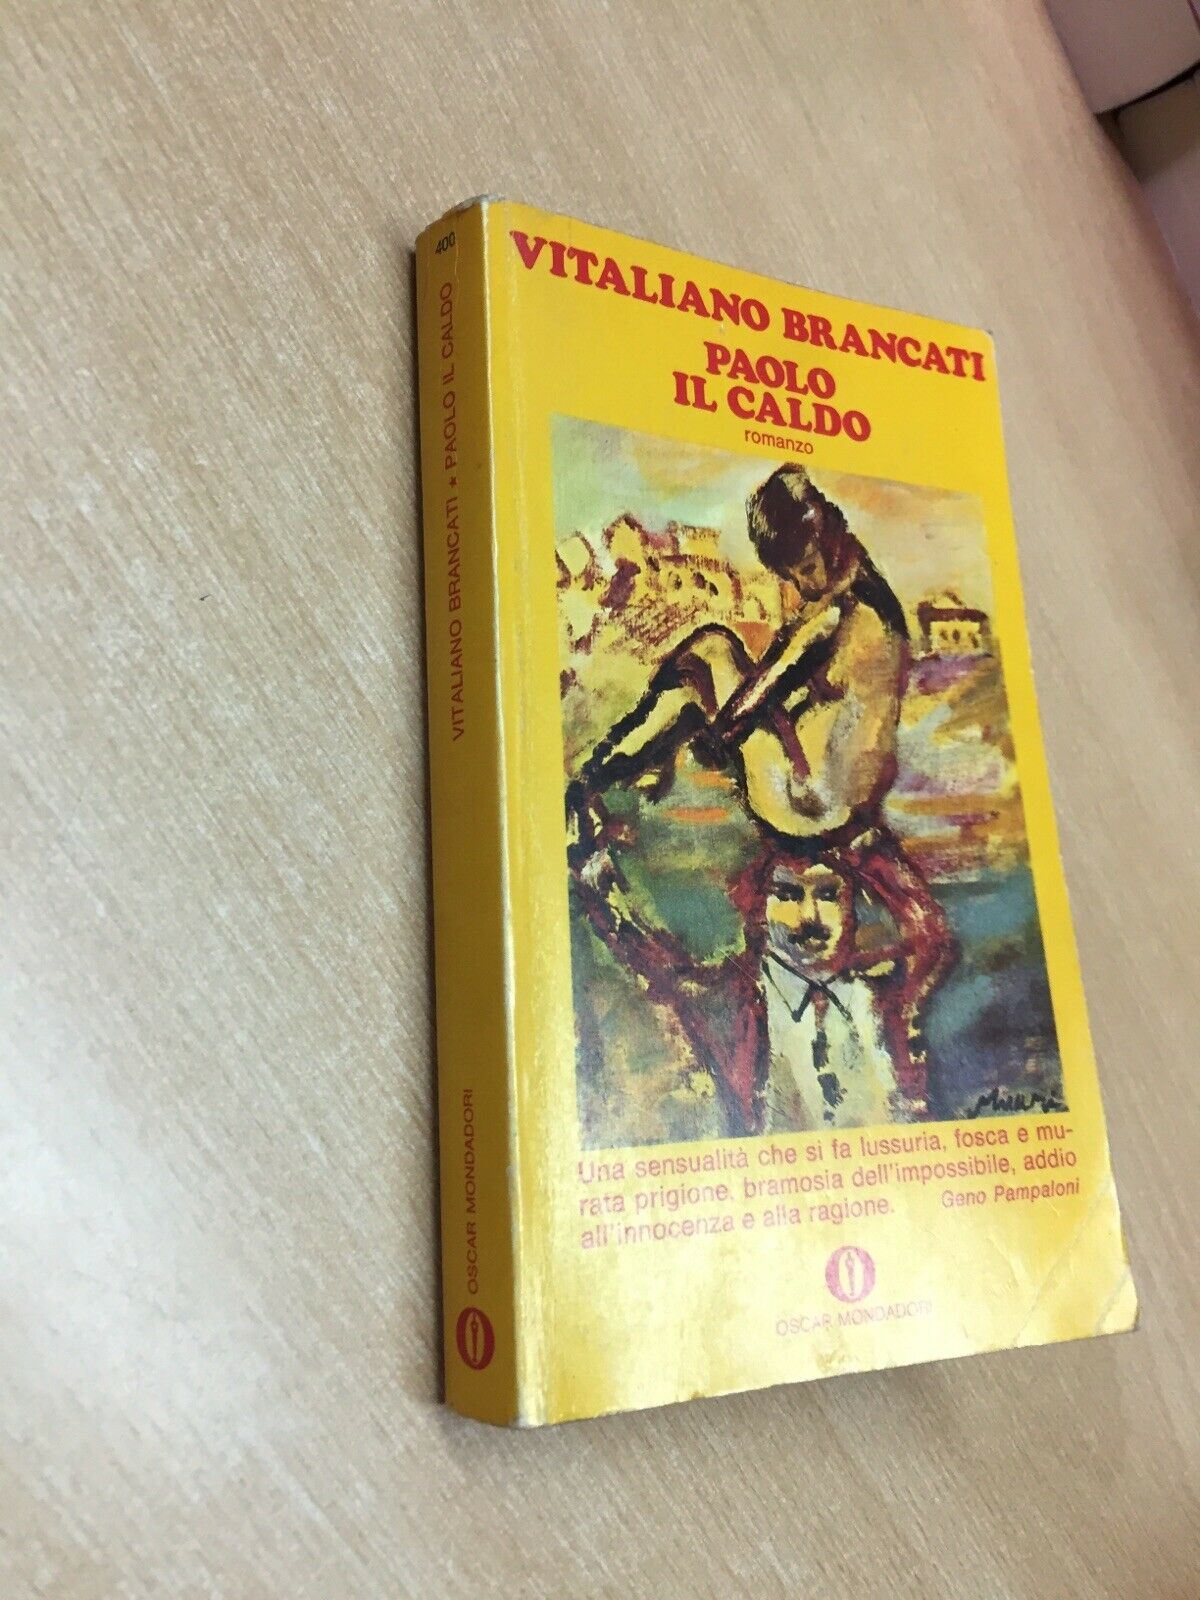 400
VITALIANO BRANCATI ★ PAOLO IL CALDO
OSCAR MONDADORI
VITALIANO BRANCATI
PAOLO
IL CALDO
romanzo
Una sensualità che si fa lussuria, fosca e mu-
rata prigione, bramosia dell'impossibile, addio
all'innocenza e alla ragione. Geno Pampaloni
OSCAR MONDADORI